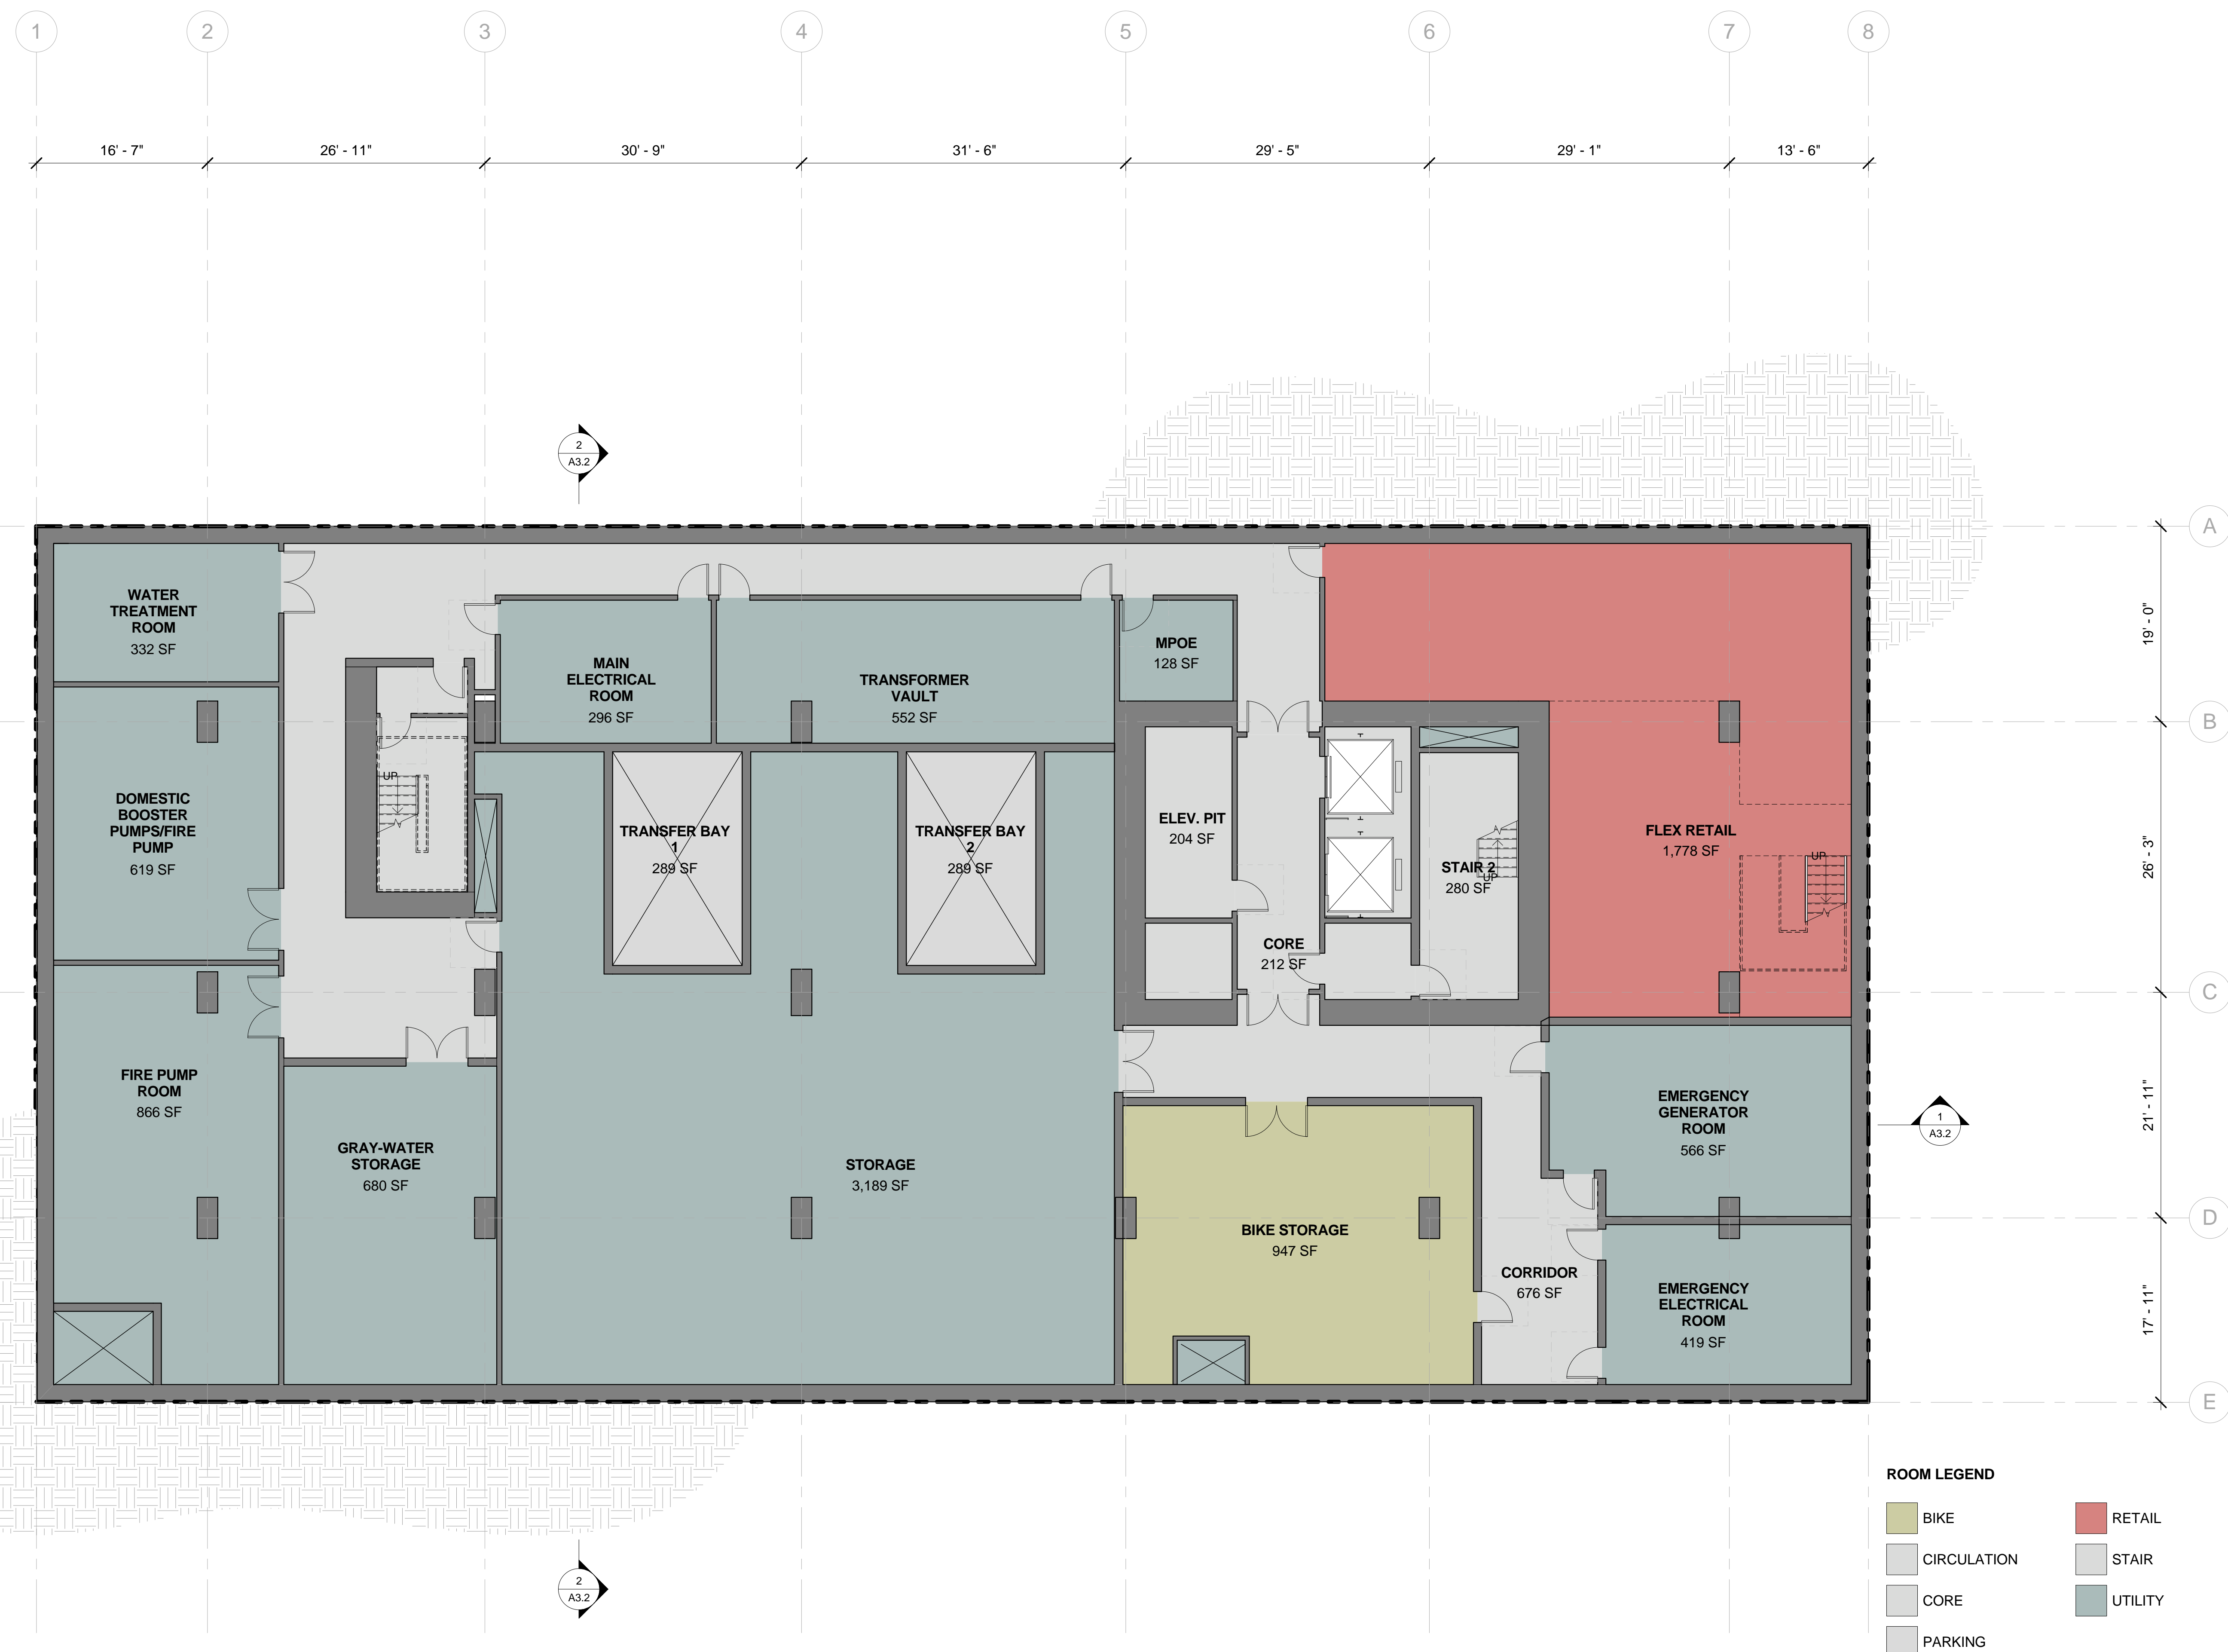 1
2
3
4
5
6
7
8
16' - 7"
26' - 11"
30' - 9"
31' - 6"
29' - 5"
29' - 1"
13' - 6"
2
A3.2
A
WATER
TREATMENT
ROOM
332 SF
19' - 0"
MPOE
128 SF
MAIN
ELECTRICAL
ROOM
296 SF
TRANSFORMER
VAULT
552 SF
B
UP
DOMESTIC
BOOSTER
PUMPS/FIRE
PUMP
619 SF
TRANSFER BAY
1
289 SF
TRANSFER BAY
2
289 SF
ELEV. PIT
204 SF
STAIR 2
280 SF
UP
FLEX RETAIL
1,778 SF
UP
26' - 3"
CORE
212 SF
C
FIRE PUMP
ROOM
866 SF
EMERGENCY
GENERATOR
ROOM
566 SF
1
A3.2
21' - 11"
GRAY-WATER
STORAGE
680 SF
STORAGE
3,189 SF
BIKE STORAGE
947 SF
D
CORRIDOR
676 SF
EMERGENCY
ELECTRICAL
ROOM
419 SF
17' - 11"
E
2
A3.2
ROOM LEGEND
BIKE
CIRCULATION
CORE
PARKING
RETAIL
STAIR
UTILITY